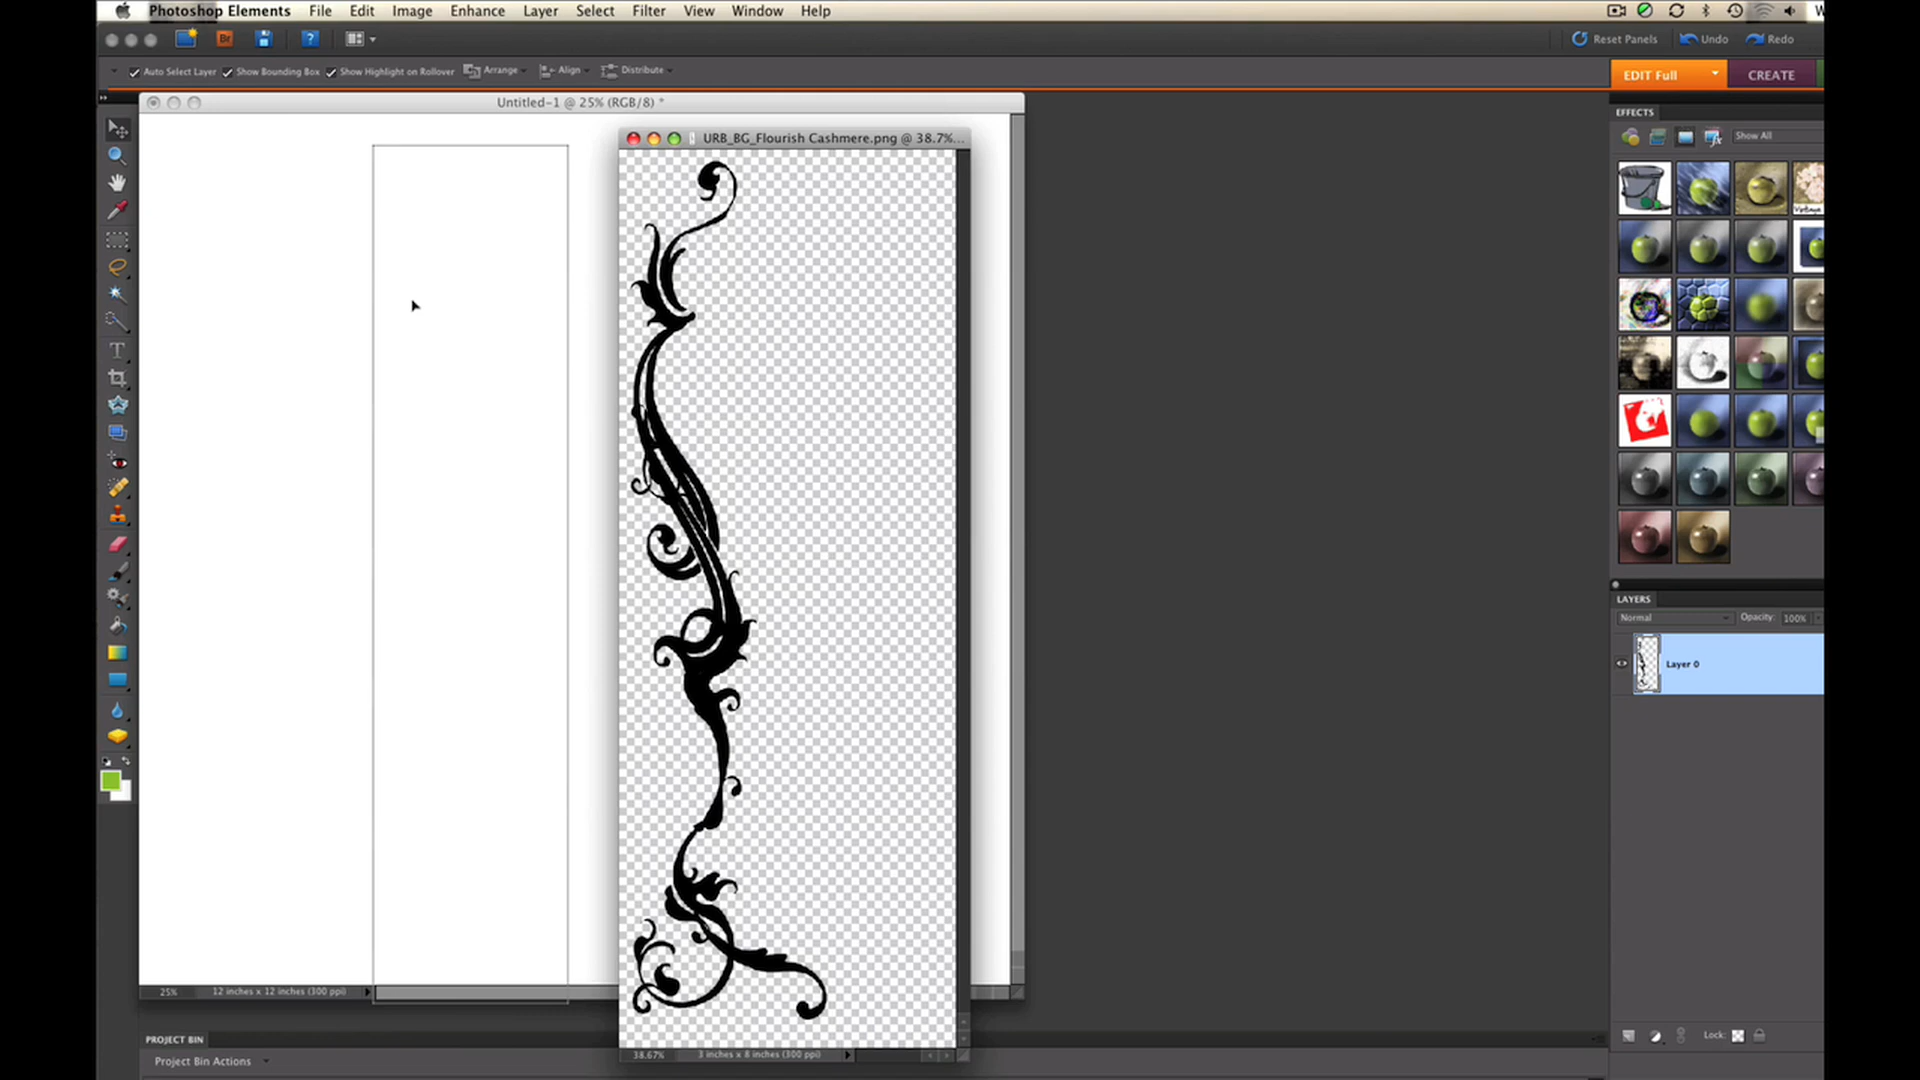 Photoshop Elements File Edit Image Enhance Layer Select Filter View Window Help
Br ? Reset Panels Undo Redo
Auto Select Layer Show Bounding Box Show Highlight on Rollover Arrange Align Distribute
EDIT Full CREATE
Untitled-1 @ 25% (RGB/8) *
EFFECTS
URB_BG_Flourish Cashmere.png @ 38.7%...
Show All
T
LAYERS
Normal Opacity: 100%
Layer 0
25% 12 inches x 12 inches (300 ppi)
Lock:
PROJECT BIN
38.67% 3 inches x 8 inches (300 ppi)
Project Bin Actions